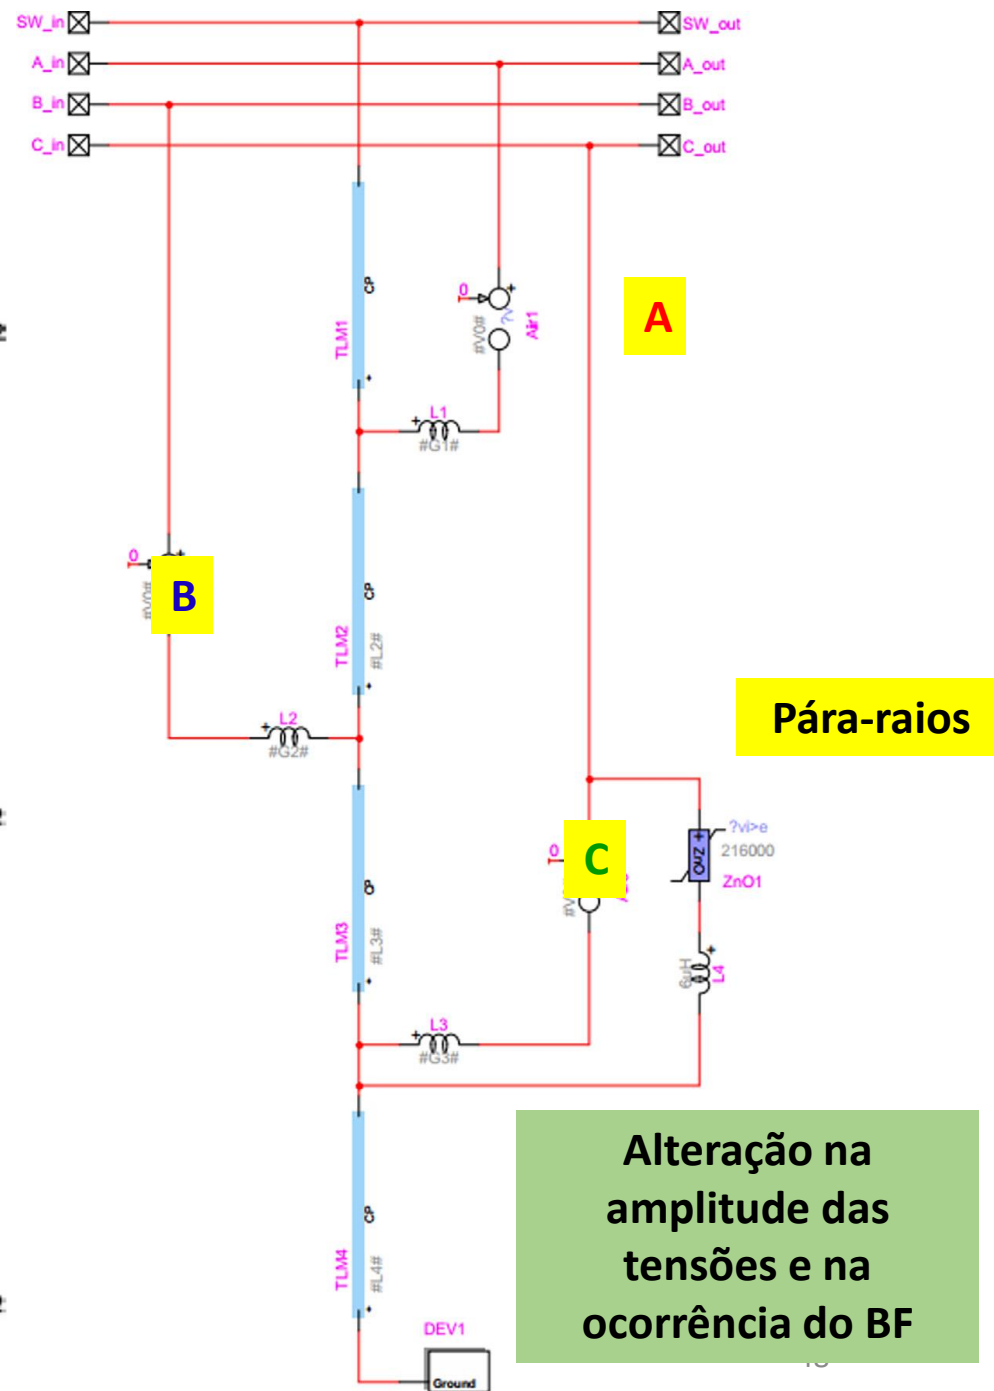 SW_in
SW_out
A_in
A_out
B_in
B_out
C_in
C_out
CP
TLM1
0
+
#V0#
?v
Air1
A
L1
+
#G1#
CP
TLM2
#L2#
0
+
#V0#
B
L2
+
#G2#
Pára-raios
CP
TLM3
#L3#
0
C
+
ZnO
?vi>e
216000
ZnO1
+
6uH
L4
L3
+
#G3#
CP
TLM4
#L4#
Alteração na
amplitude das
tensões e na
ocorrência do BF
DEV1
Ground